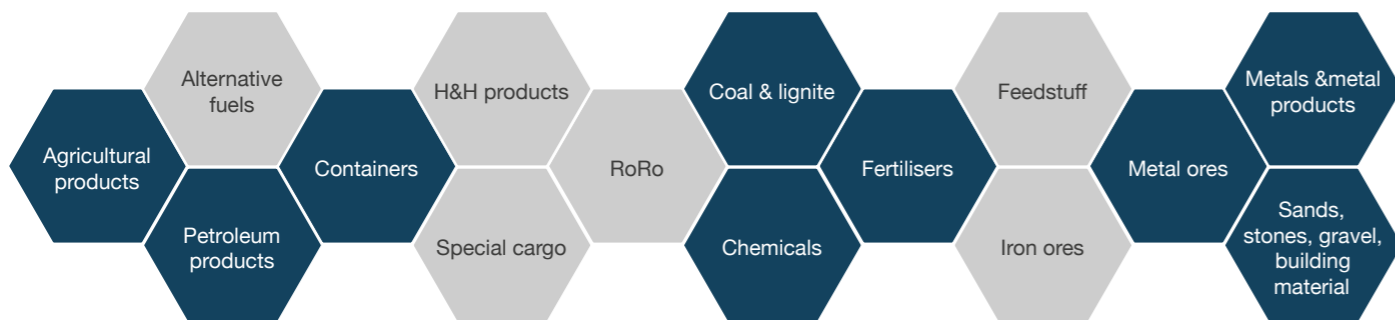 Alternative
fuels
H&H products
Coal & lignite
Feedstuff
Metals &metal
products
Agricultural
products
Containers
RoRo
Fertilisers
Metal ores
Petroleum
products
Special cargo
Chemicals
Iron ores
Sands,
stones, gravel,
building
material